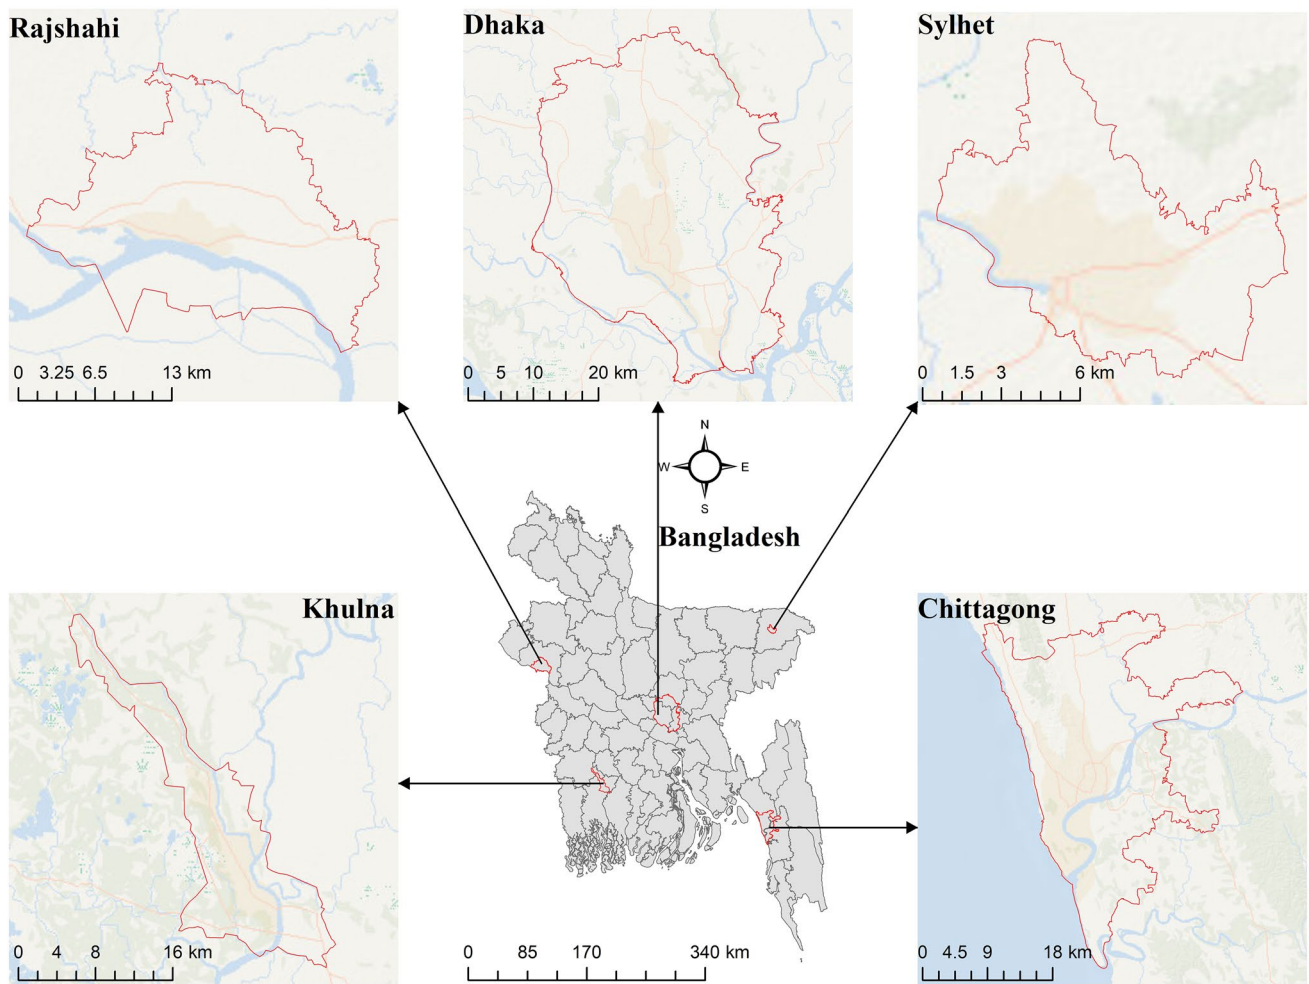 Rajshahi
0 3.25 6.5 13 km
Dhaka
0 5 10 20 km
Sylhet
0 1.5 3 6 km
N
W E
S
Bangladesh
Khulna
0 4 8 16 km
0 85 170 340 km
Chittagong
0 4.5 9 18 km